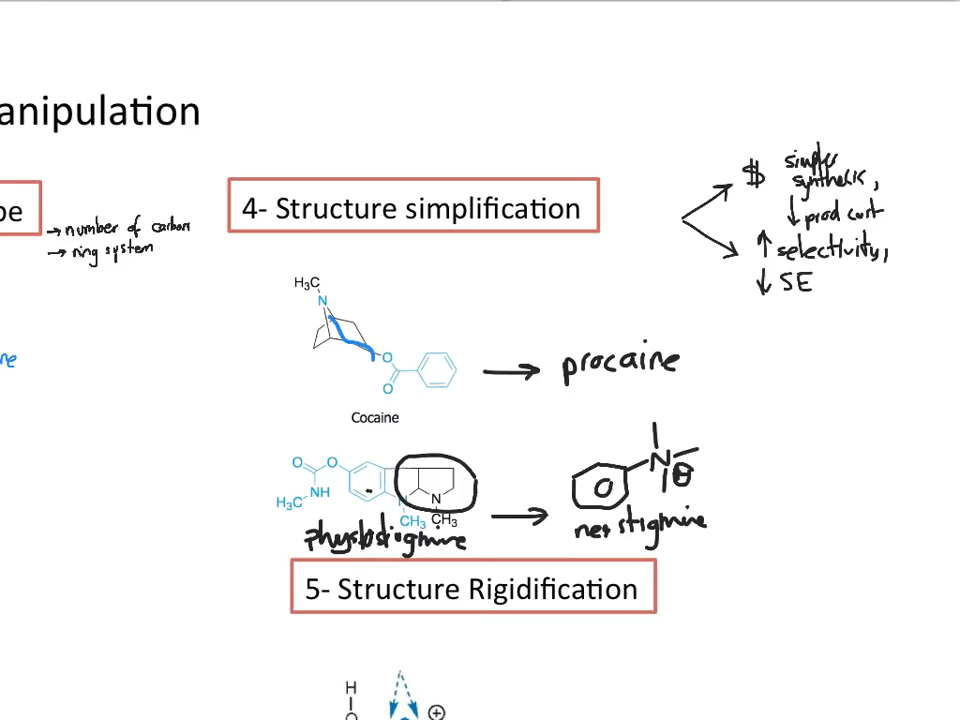 anipulation
pe
→ number of carbon
→ ring system
4- Structure simplification
$ simpler
synthesis,
↓ prod cost
↑ selectivity,
↓ SE
H₃C
N
O
O
ne
→ procaine
Cocaine
O
O
NH
H₃C
N
N
CH₃
CH₃
N
⊕
physostigmine → neostigmine
5- Structure Rigidification
H
O
⊕